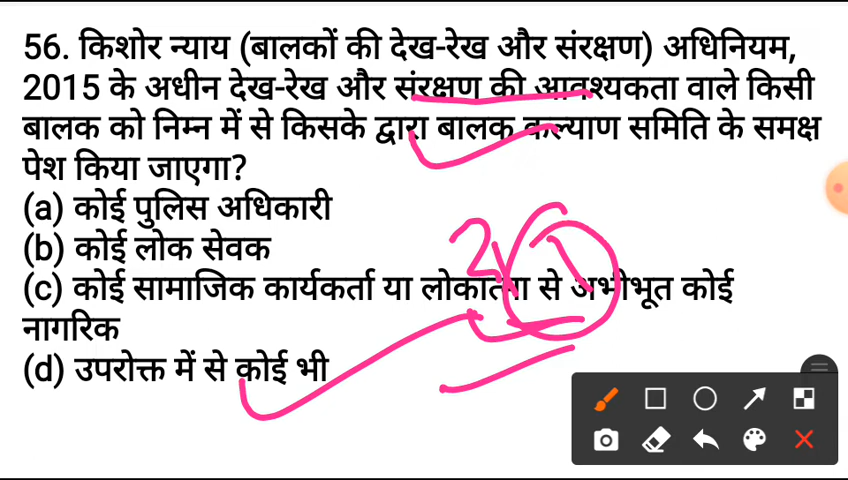 56. किशोर न्याय (बालकों की देख-रेख और संरक्षण) अधिनियम,
2015 के अधीन देख-रेख और संरक्षण की आवश्यकता वाले किसी
बालक को निम्न में से किसके द्वारा बालक कल्याण समिति के समक्ष
पेश किया जाएगा?
(a) कोई पुलिस अधिकारी
(b) कोई लोक सेवक
(c) कोई सामाजिक कार्यकर्ता या लोकात्मा से अभीभूत कोई
नागरिक
(d) उपरोक्त में से कोई भी